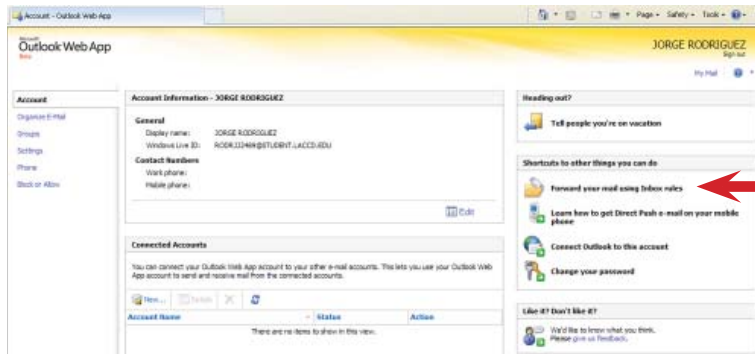 Account - Outlook Web App
Page Safety Tools
Microsoft
Outlook Web App
Beta
JORGE RODRIGUEZ
Sign out
My Mail
Account
Organize E-Mail
Groups
Settings
Phone
Block or Allow
Account Information - JORGE RODRIGUEZ
General
Display name: JORGE RODRIGUEZ
Windows Live ID:
Contact Numbers
Work phone:
Mobile phone:
Edit
Connected Accounts
You can connect your Outlook Web App account to your other e-mail accounts. This lets you use your Outlook Web
App account to send and receive mail from the connected accounts.
New... Details
Account Name Status Action
There are no items to show in this view.
Heading out?
Tell people you're on vacation
Shortcuts to other things you can do
Forward your mail using Inbox rules
Learn how to get Direct Push e-mail on your mobile
phone
Connect Outlook to this account
Change your password
Like it? Don't like it?
We'd like to know what you think.
Please give us feedback.